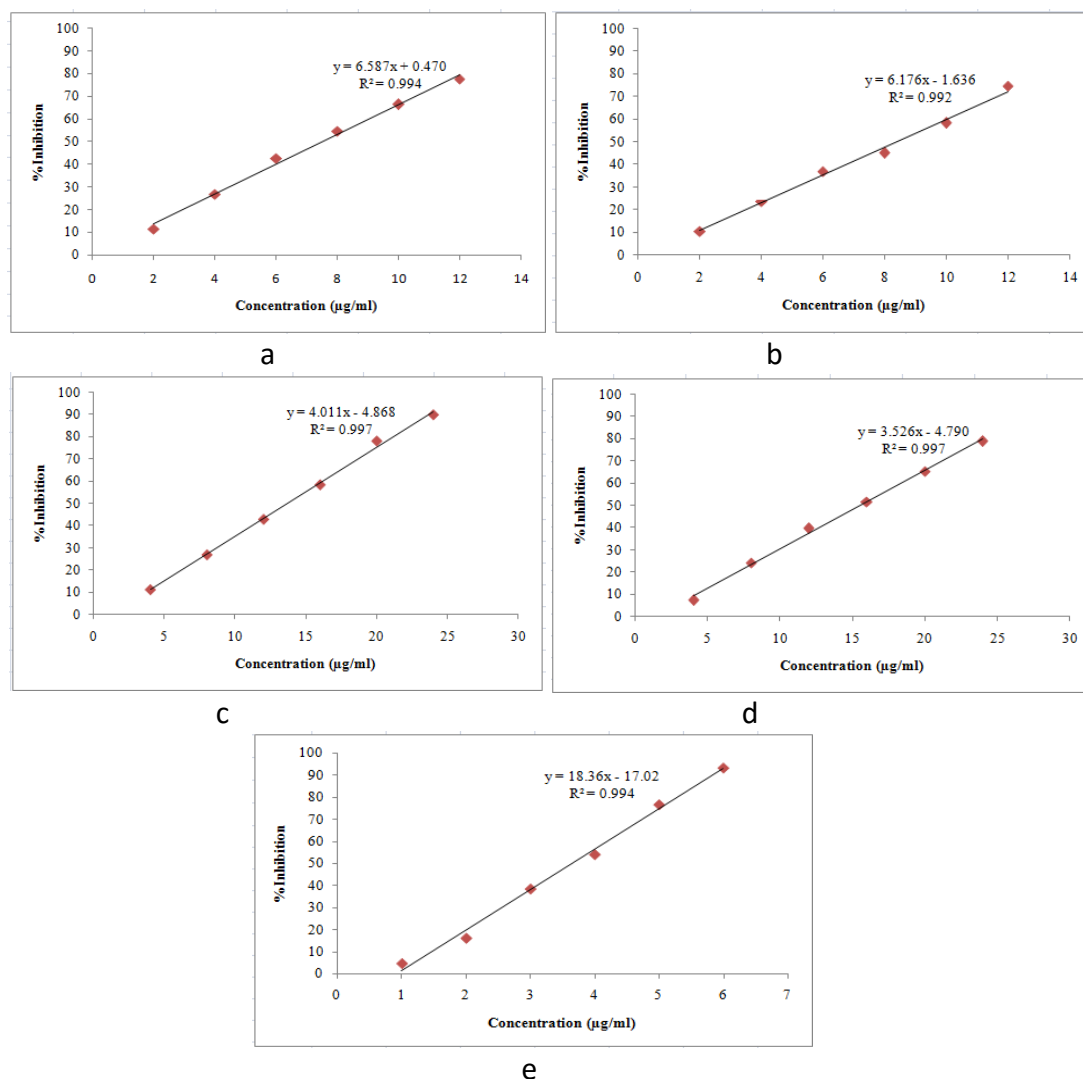 100
90
80
70
60
50
40
30
20
10
0
%Inhibition
y = 6.587x + 0.470
R² = 0.994
0 2 4 6 8 10 12 14
Concentration (µg/ml)
a
100
90
80
70
60
50
40
30
20
10
0
%Inhibition
y = 6.176x - 1.636
R² = 0.992
0 2 4 6 8 10 12 14
Concentration (µg/ml)
b
100
90
80
70
60
50
40
30
20
10
0
%Inhibition
y = 4.011x - 4.868
R² = 0.997
0 5 10 15 20 25 30
Concentration (µg/ml)
c
100
90
80
70
60
50
40
30
20
10
0
%Inhibition
y = 3.526x - 4.790
R² = 0.997
0 5 10 15 20 25 30
Concentration (µg/ml)
d
100
90
80
70
60
50
40
30
20
10
0
%Inhibition
y = 18.36x - 17.02
R² = 0.994
0 1 2 3 4 5 6 7
Concentration (µg/ml)
e